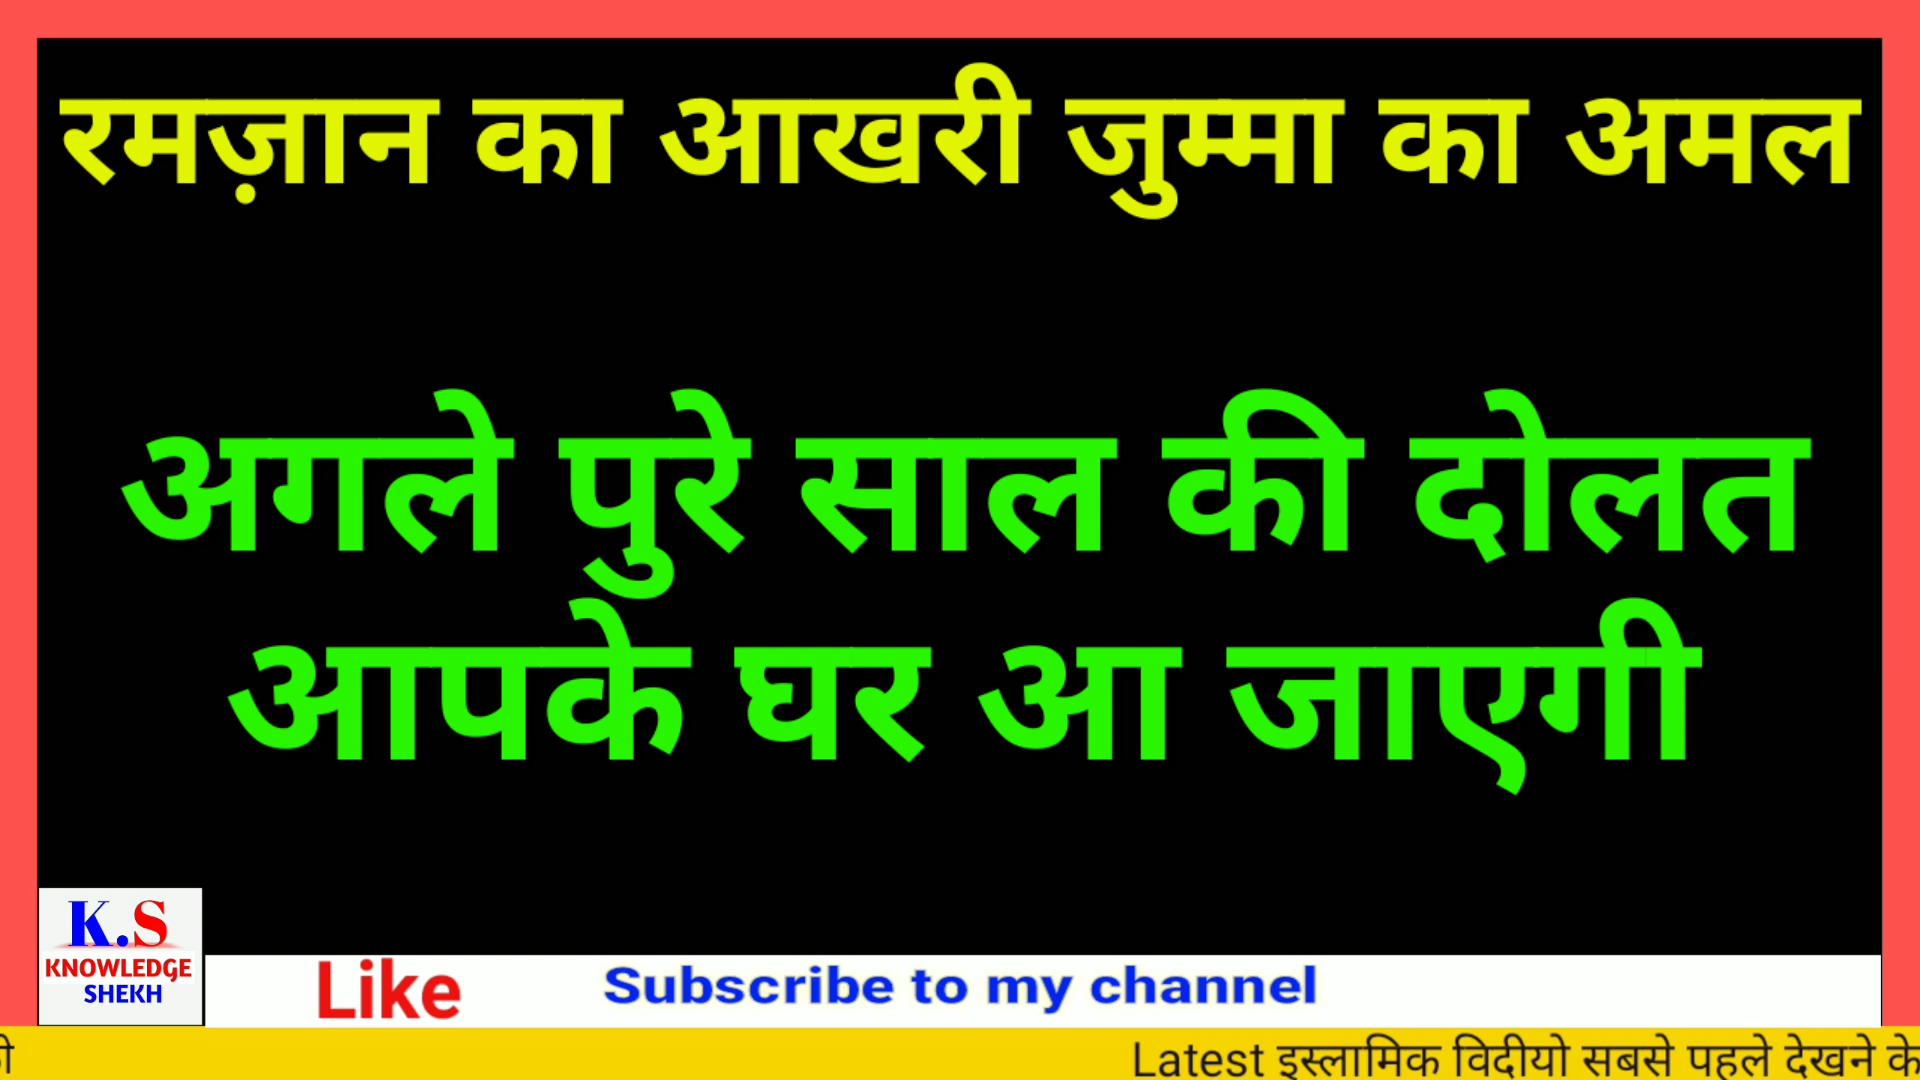 रमज़ान का आखरी जुम्मा का अमल
अगले पुरे साल की दोलत
आपके घर आ जाएगी
K.S
KNOWLEDGE
SHEKH
Like
Subscribe to my channel
Latest इस्लामिक विदीयो सबसे पहले देखने के